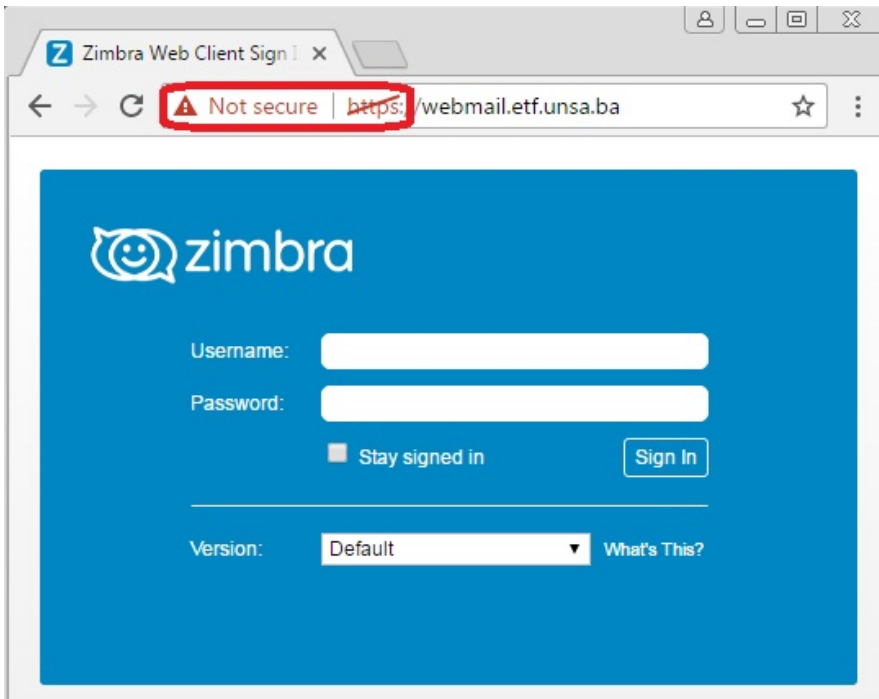 Zimbra Web Client Sign I
Not secure | https://webmail.etf.unsa.ba
zimbra
Username:
Password:
Stay signed in
Sign In
Version:
Default
What's This?